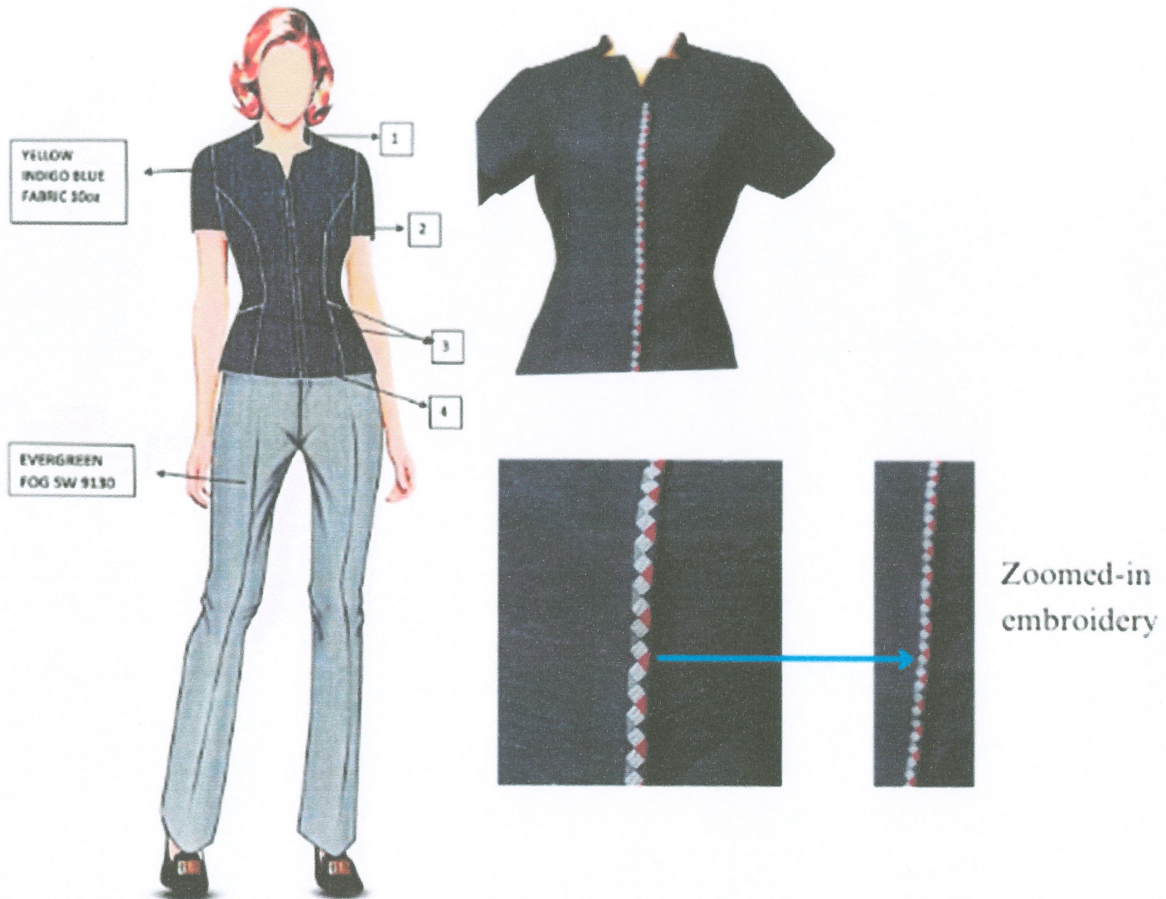 YELLOW
INDIGO BLUE
FABRIC 10oz
1
2
3
4
EVERGREEN
FOG SW 9130
Zoomed-in
embroidery